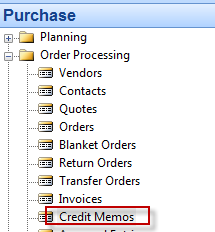 Purchase
Planning
Order Processing
Vendors
Contacts
Quotes
Orders
Blanket Orders
Return Orders
Transfer Orders
Invoices
Credit Memos